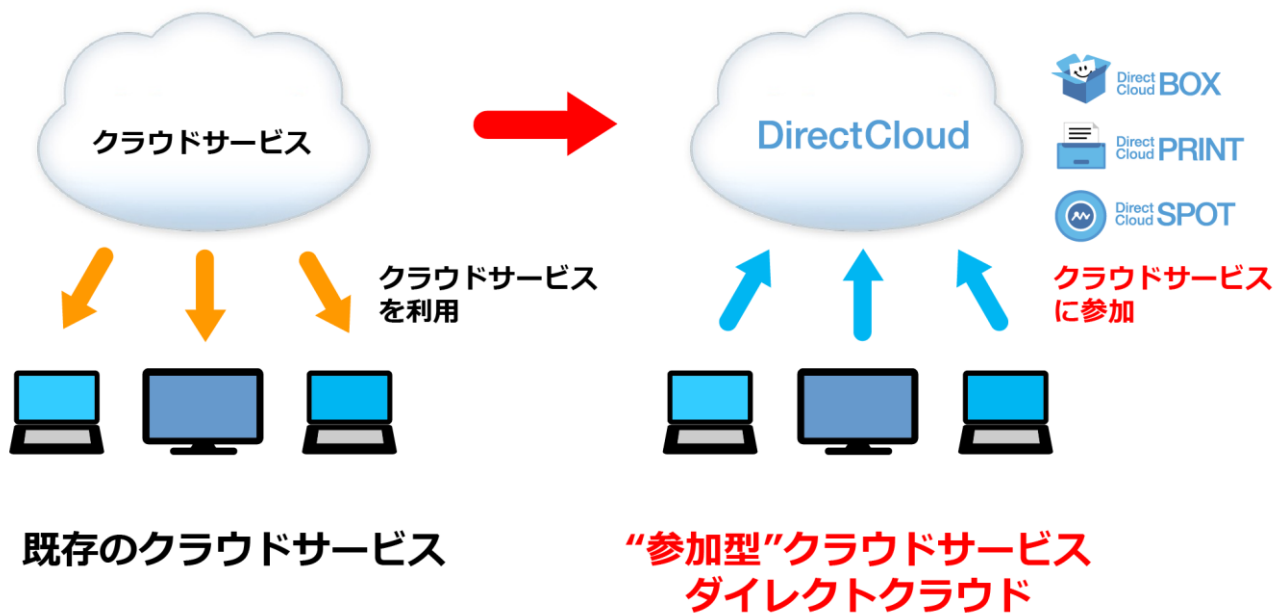 クラウドサービス
DirectCloud
Direct Cloud BOX
Direct Cloud PRINT
Direct Cloud SPOT
クラウドサービス
を利用
クラウドサービス
に参加
既存のクラウドサービス
“参加型”クラウドサービス
ダイレクトクラウド